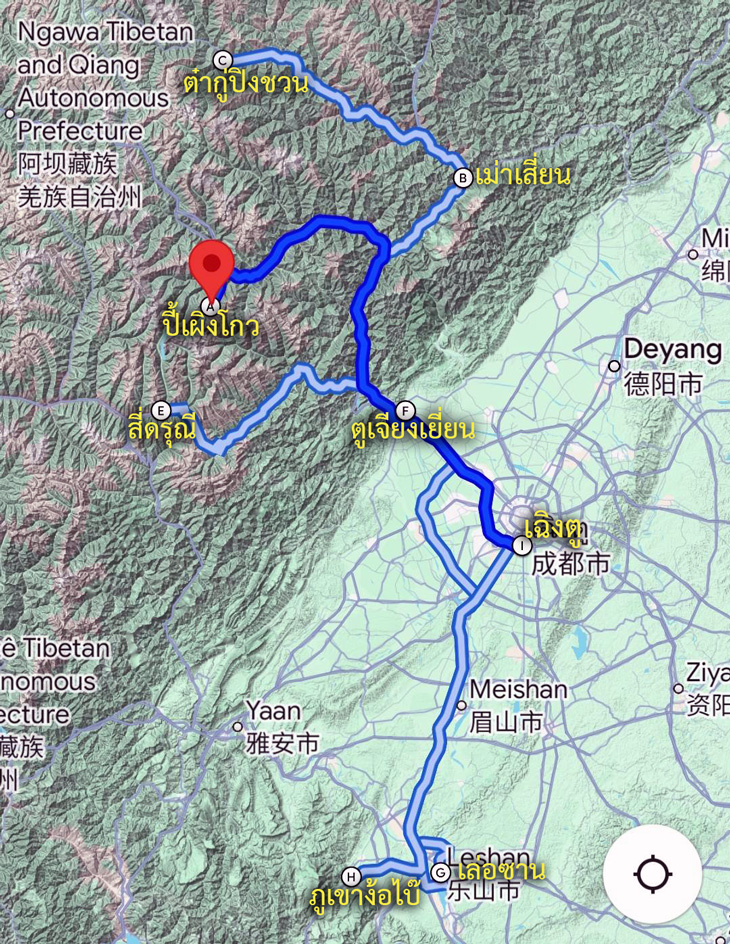 Ngawa Tibetan
and Qiang
Autonomous
Prefecture
阿坝藏族
羌族自治州
C
ต๋ากู่ปิงชวน
B
เม่าเสี่ยน
Mi
绵
A
ปี้เผิงโกว
Deyang
德阳市
E
สี่ดรุณี
F
ตูเจียงเยี่ยน
เฉิงตู
I
成都市
ê Tibetan
nomous
ecture
藏族
州
Yaan
雅安市
Meishan
眉山市
Ziya
资阳
Leshan
เล่อซาน
G
乐山市
H
ภูเขาง้อไบ๊